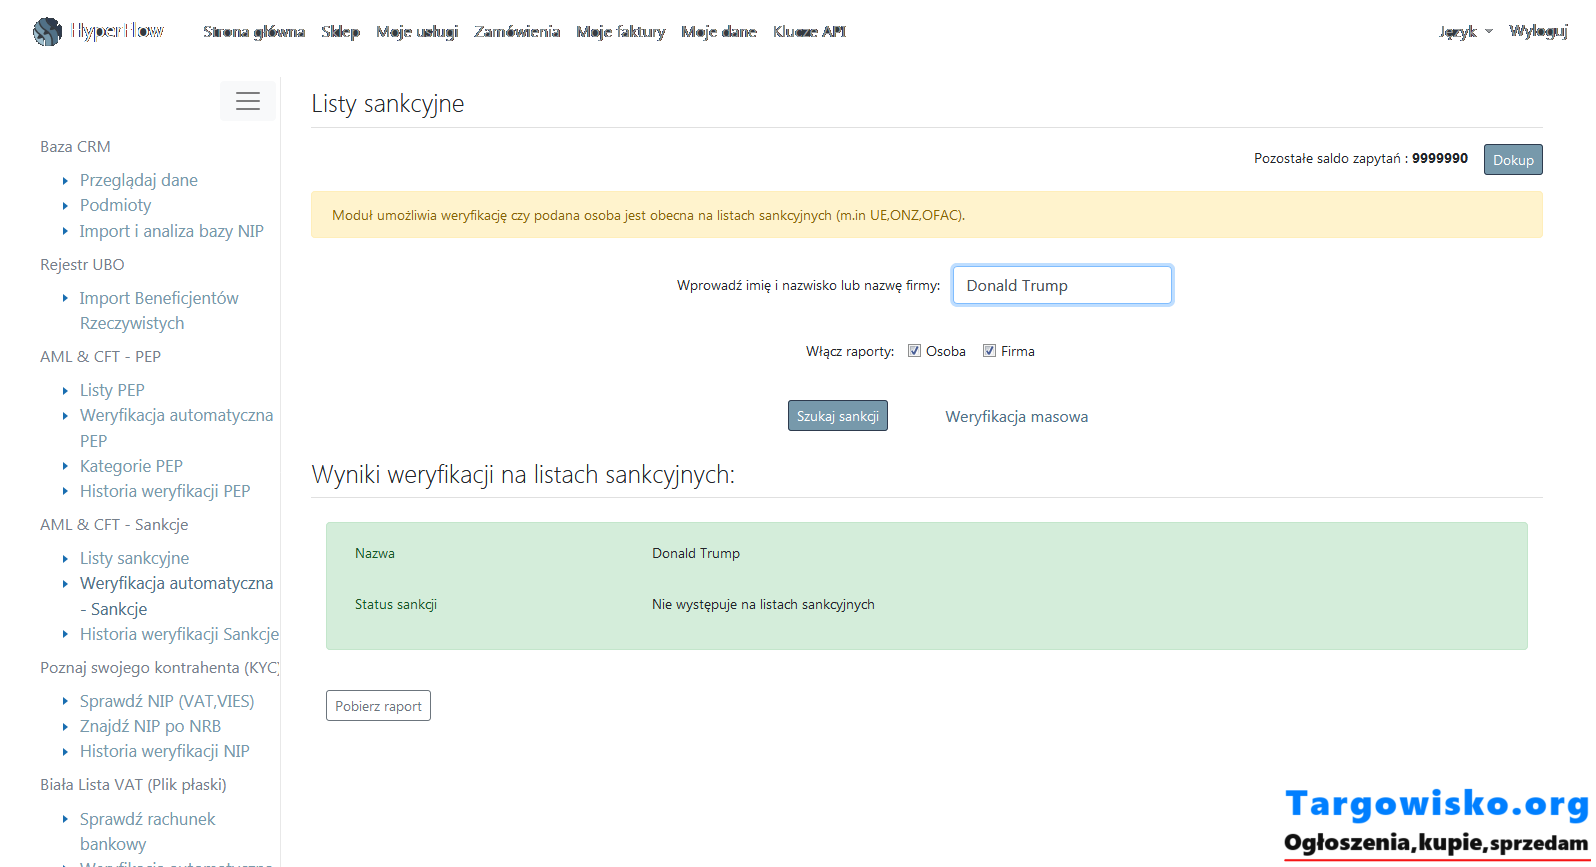 HyperFlow
Strona główna Sklep Moje usługi Zamówienia Moje faktury Moje dane Klucze API
Język Wyloguj
Listy sankcyjne
Pozostałe saldo zapytań : 9999990 Dokup
Moduł umożliwia weryfikację czy podana osoba jest obecna na listach sankcyjnych (m.in UE,ONZ,OFAC).
Wprowadź imię i nazwisko lub nazwę firmy: Donald Trump
Włącz raporty: Osoba Firma
Szukaj sankcji Weryfikacja masowa
Wyniki weryfikacji na listach sankcyjnych:
Nazwa Donald Trump
Status sankcji Nie występuje na listach sankcyjnych
Pobierz raport
Baza CRM
Przeglądaj dane
Podmioty
Import i analiza bazy NIP
Rejestr UBO
Import Beneficjentów
Rzeczywistych
AML & CFT - PEP
Listy PEP
Weryfikacja automatyczna
PEP
Kategorie PEP
Historia weryfikacji PEP
AML & CFT - Sankcje
Listy sankcyjne
Weryfikacja automatyczna
- Sankcje
Historia weryfikacji Sankcje
Poznaj swojego kontrahenta (KYC)
Sprawdź NIP (VAT,VIES)
Znajdź NIP po NRB
Historia weryfikacji NIP
Biała Lista VAT (Plik płaski)
Sprawdź rachunek
bankowy
Weryfikacja automatyczna
Targowisko.org
Ogłoszenia,kupie,sprzedam